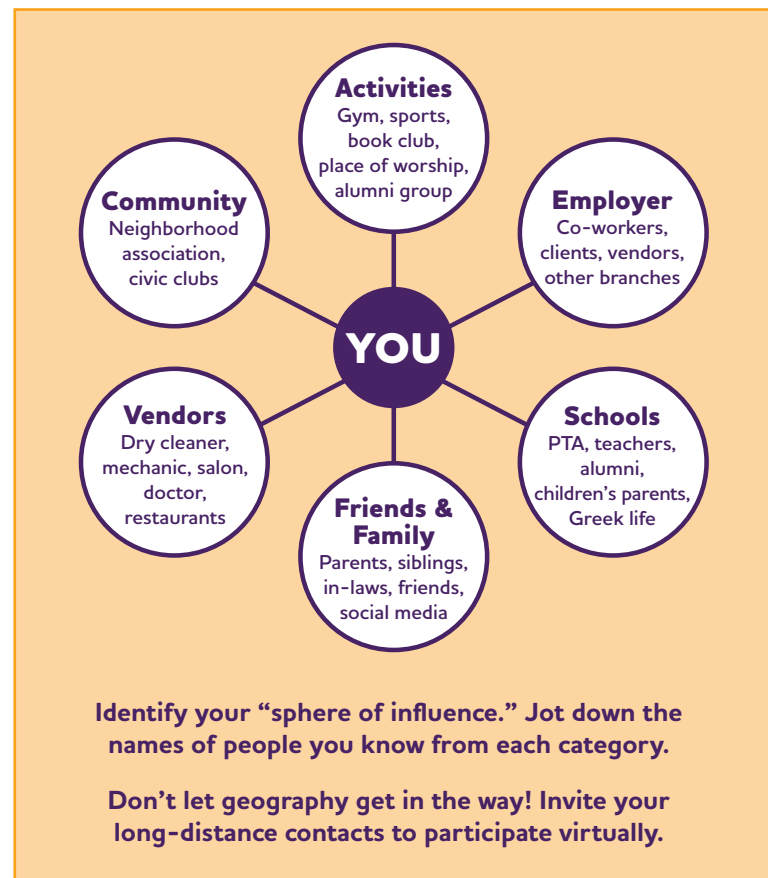 Activities
Gym, sports,
book club,
place of worship,
alumni group
Community
Neighborhood
association,
civic clubs
Employer
Co-workers,
clients, vendors,
other branches
YOU
Vendors
Dry cleaner,
mechanic, salon,
doctor,
restaurants
Schools
PTA, teachers,
alumni,
children’s parents,
Greek life
Friends &
Family
Parents, siblings,
in-laws, friends,
social media
Identify your “sphere of influence.” Jot down the
names of people you know from each category.
Don’t let geography get in the way! Invite your
long-distance contacts to participate virtually.